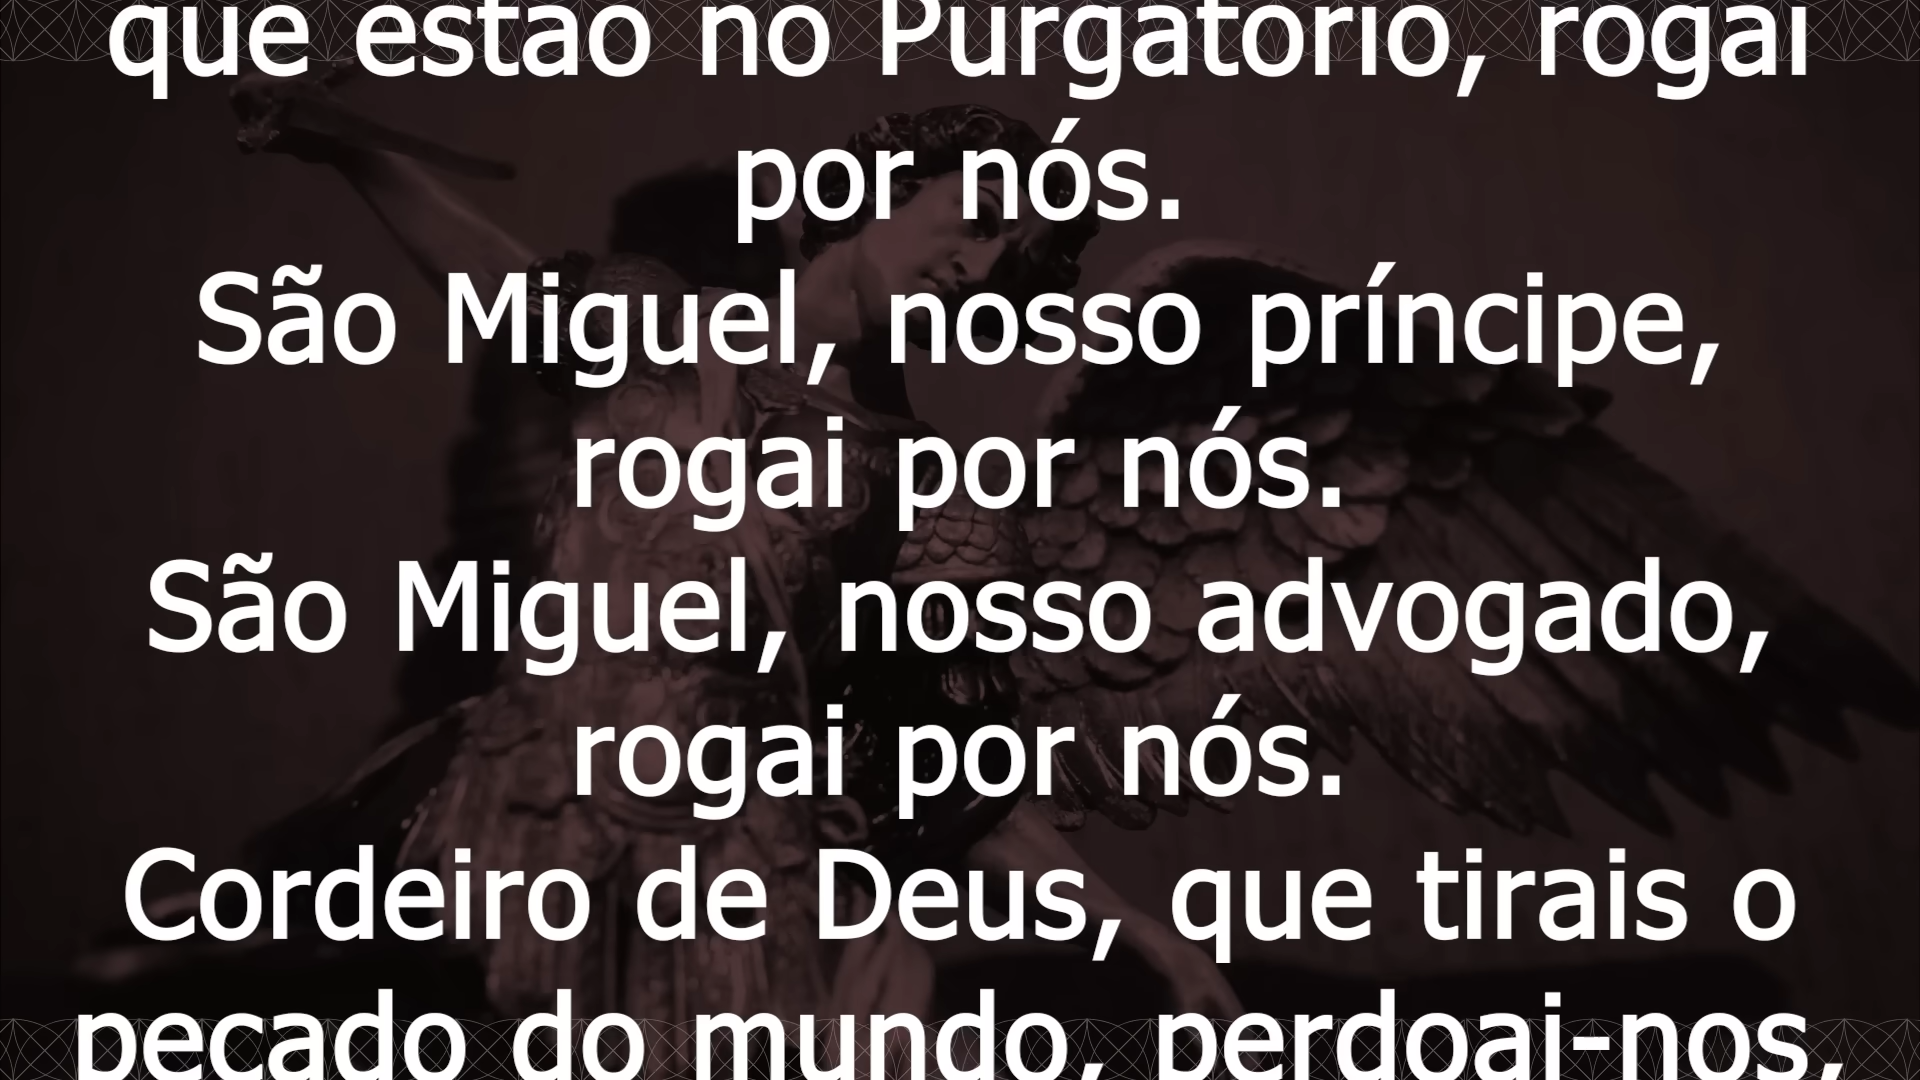 que estão no Purgatório, rogai
por nós.
São Miguel, nosso príncipe,
rogai por nós.
São Miguel, nosso advogado,
rogai por nós.
Cordeiro de Deus, que tirais o
pecado do mundo, perdoai-nos,